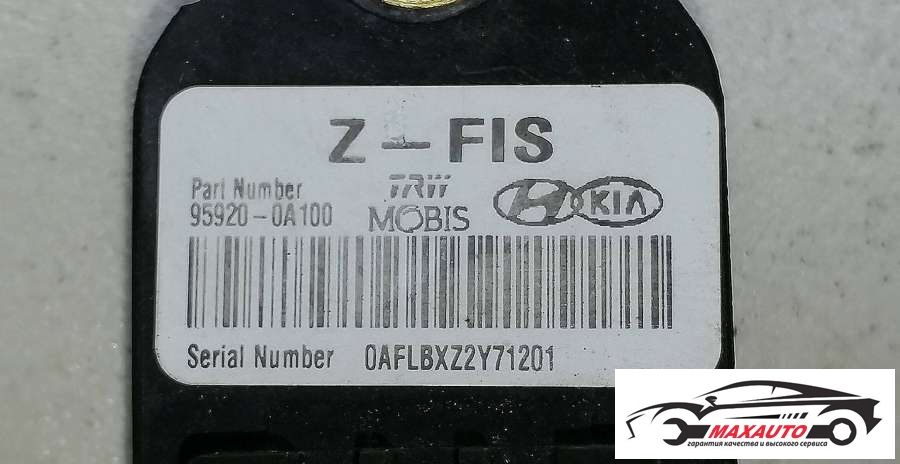 Z - FIS
Part Number
95920 - 0A100
TRW
MOBIS
KIA
Serial Number 0AFLBXZ2Y71201
MAXAUTO
гарантия качества и высокого сервиса